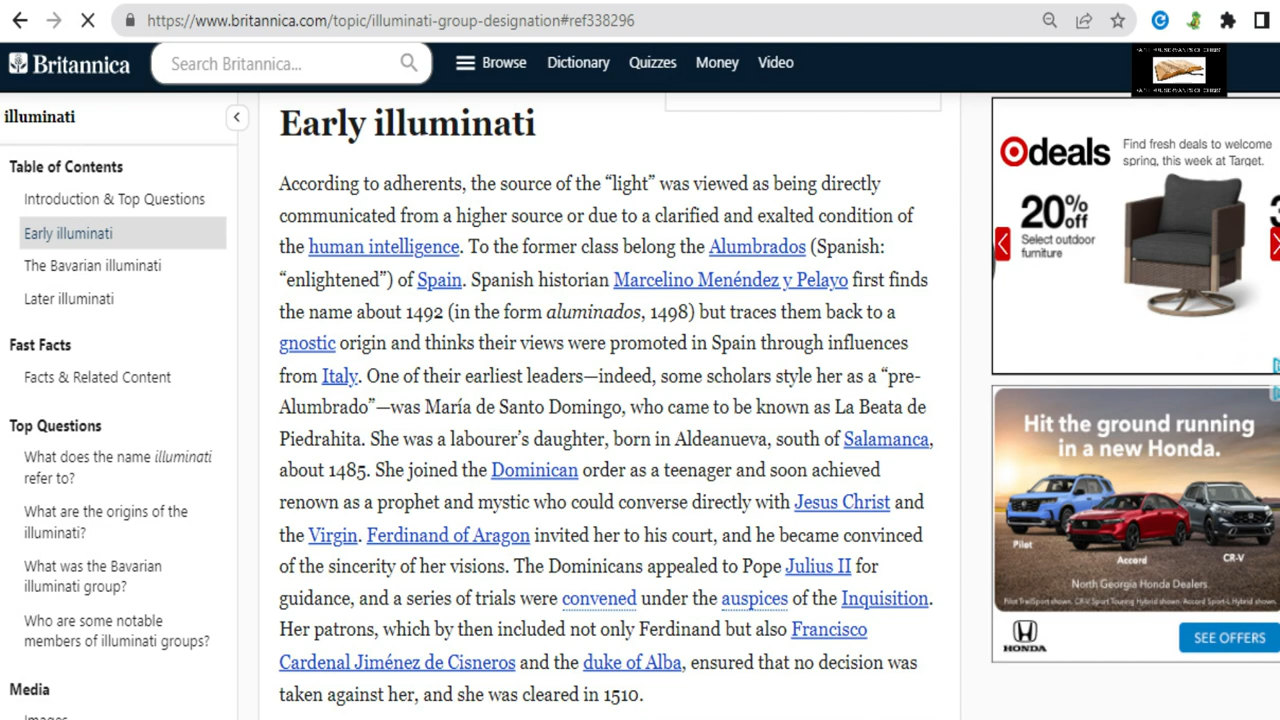 https://www.britannica.com/topic/illuminati-group-designation#ref338296
Britannica
Search Britannica...
Browse
Dictionary
Quizzes
Money
Video
illuminati
Table of Contents
Introduction & Top Questions
Early illuminati
The Bavarian illuminati
Later illuminati
Fast Facts
Facts & Related Content
Top Questions
What does the name illuminati
refer to?
What are the origins of the
illuminati?
What was the Bavarian
illuminati group?
Who are some notable
members of illuminati groups?
Media
Images
Early illuminati
According to adherents, the source of the “light” was viewed as being directly
communicated from a higher source or due to a clarified and exalted condition of
the human intelligence. To the former class belong the Alumbrados (Spanish:
“enlightened”) of Spain. Spanish historian Marcelino Menéndez y Pelayo first finds
the name about 1492 (in the form aluminados, 1498) but traces them back to a
gnostic origin and thinks their views were promoted in Spain through influences
from Italy. One of their earliest leaders—indeed, some scholars style her as a “pre-
Alumbrado”—was María de Santo Domingo, who came to be known as La Beata de
Piedrahita. She was a labourer’s daughter, born in Aldeanueva, south of Salamanca,
about 1485. She joined the Dominican order as a teenager and soon achieved
renown as a prophet and mystic who could converse directly with Jesus Christ and
the Virgin. Ferdinand of Aragon invited her to his court, and he became convinced
of the sincerity of her visions. The Dominicans appealed to Pope Julius II for
guidance, and a series of trials were convened under the auspices of the Inquisition.
Her patrons, which by then included not only Ferdinand but also Francisco
Cardenal Jiménez de Cisneros and the duke of Alba, ensured that no decision was
taken against her, and she was cleared in 1510.
deals
Find fresh deals to welcome
spring, this week at Target.
20%
off
Select outdoor
furniture
Hit the ground running
in a new Honda.
Pilot
Accord
CR-V
North Georgia Honda Dealers
Pilot TrailSport shown. CR-V Sport Touring Hybrid shown. Accord Sport-L Hybrid shown.
HONDA
SEE OFFERS